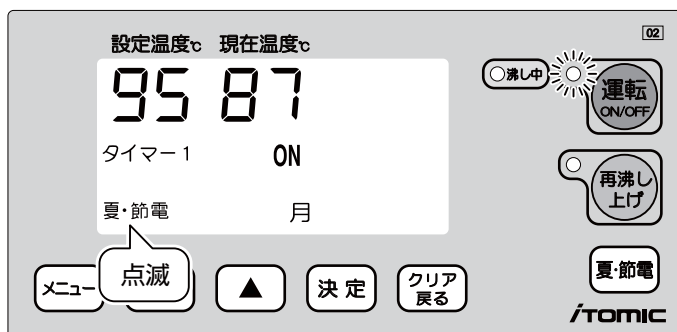 02
設定温度℃ 現在温度℃
95 87
沸し中
運転
ON/OFF
タイマー1 ON
再沸し
上げ
夏・節電 月
点滅
メニュー
▲
決定
クリア
戻る
夏・節電
iTOMIC